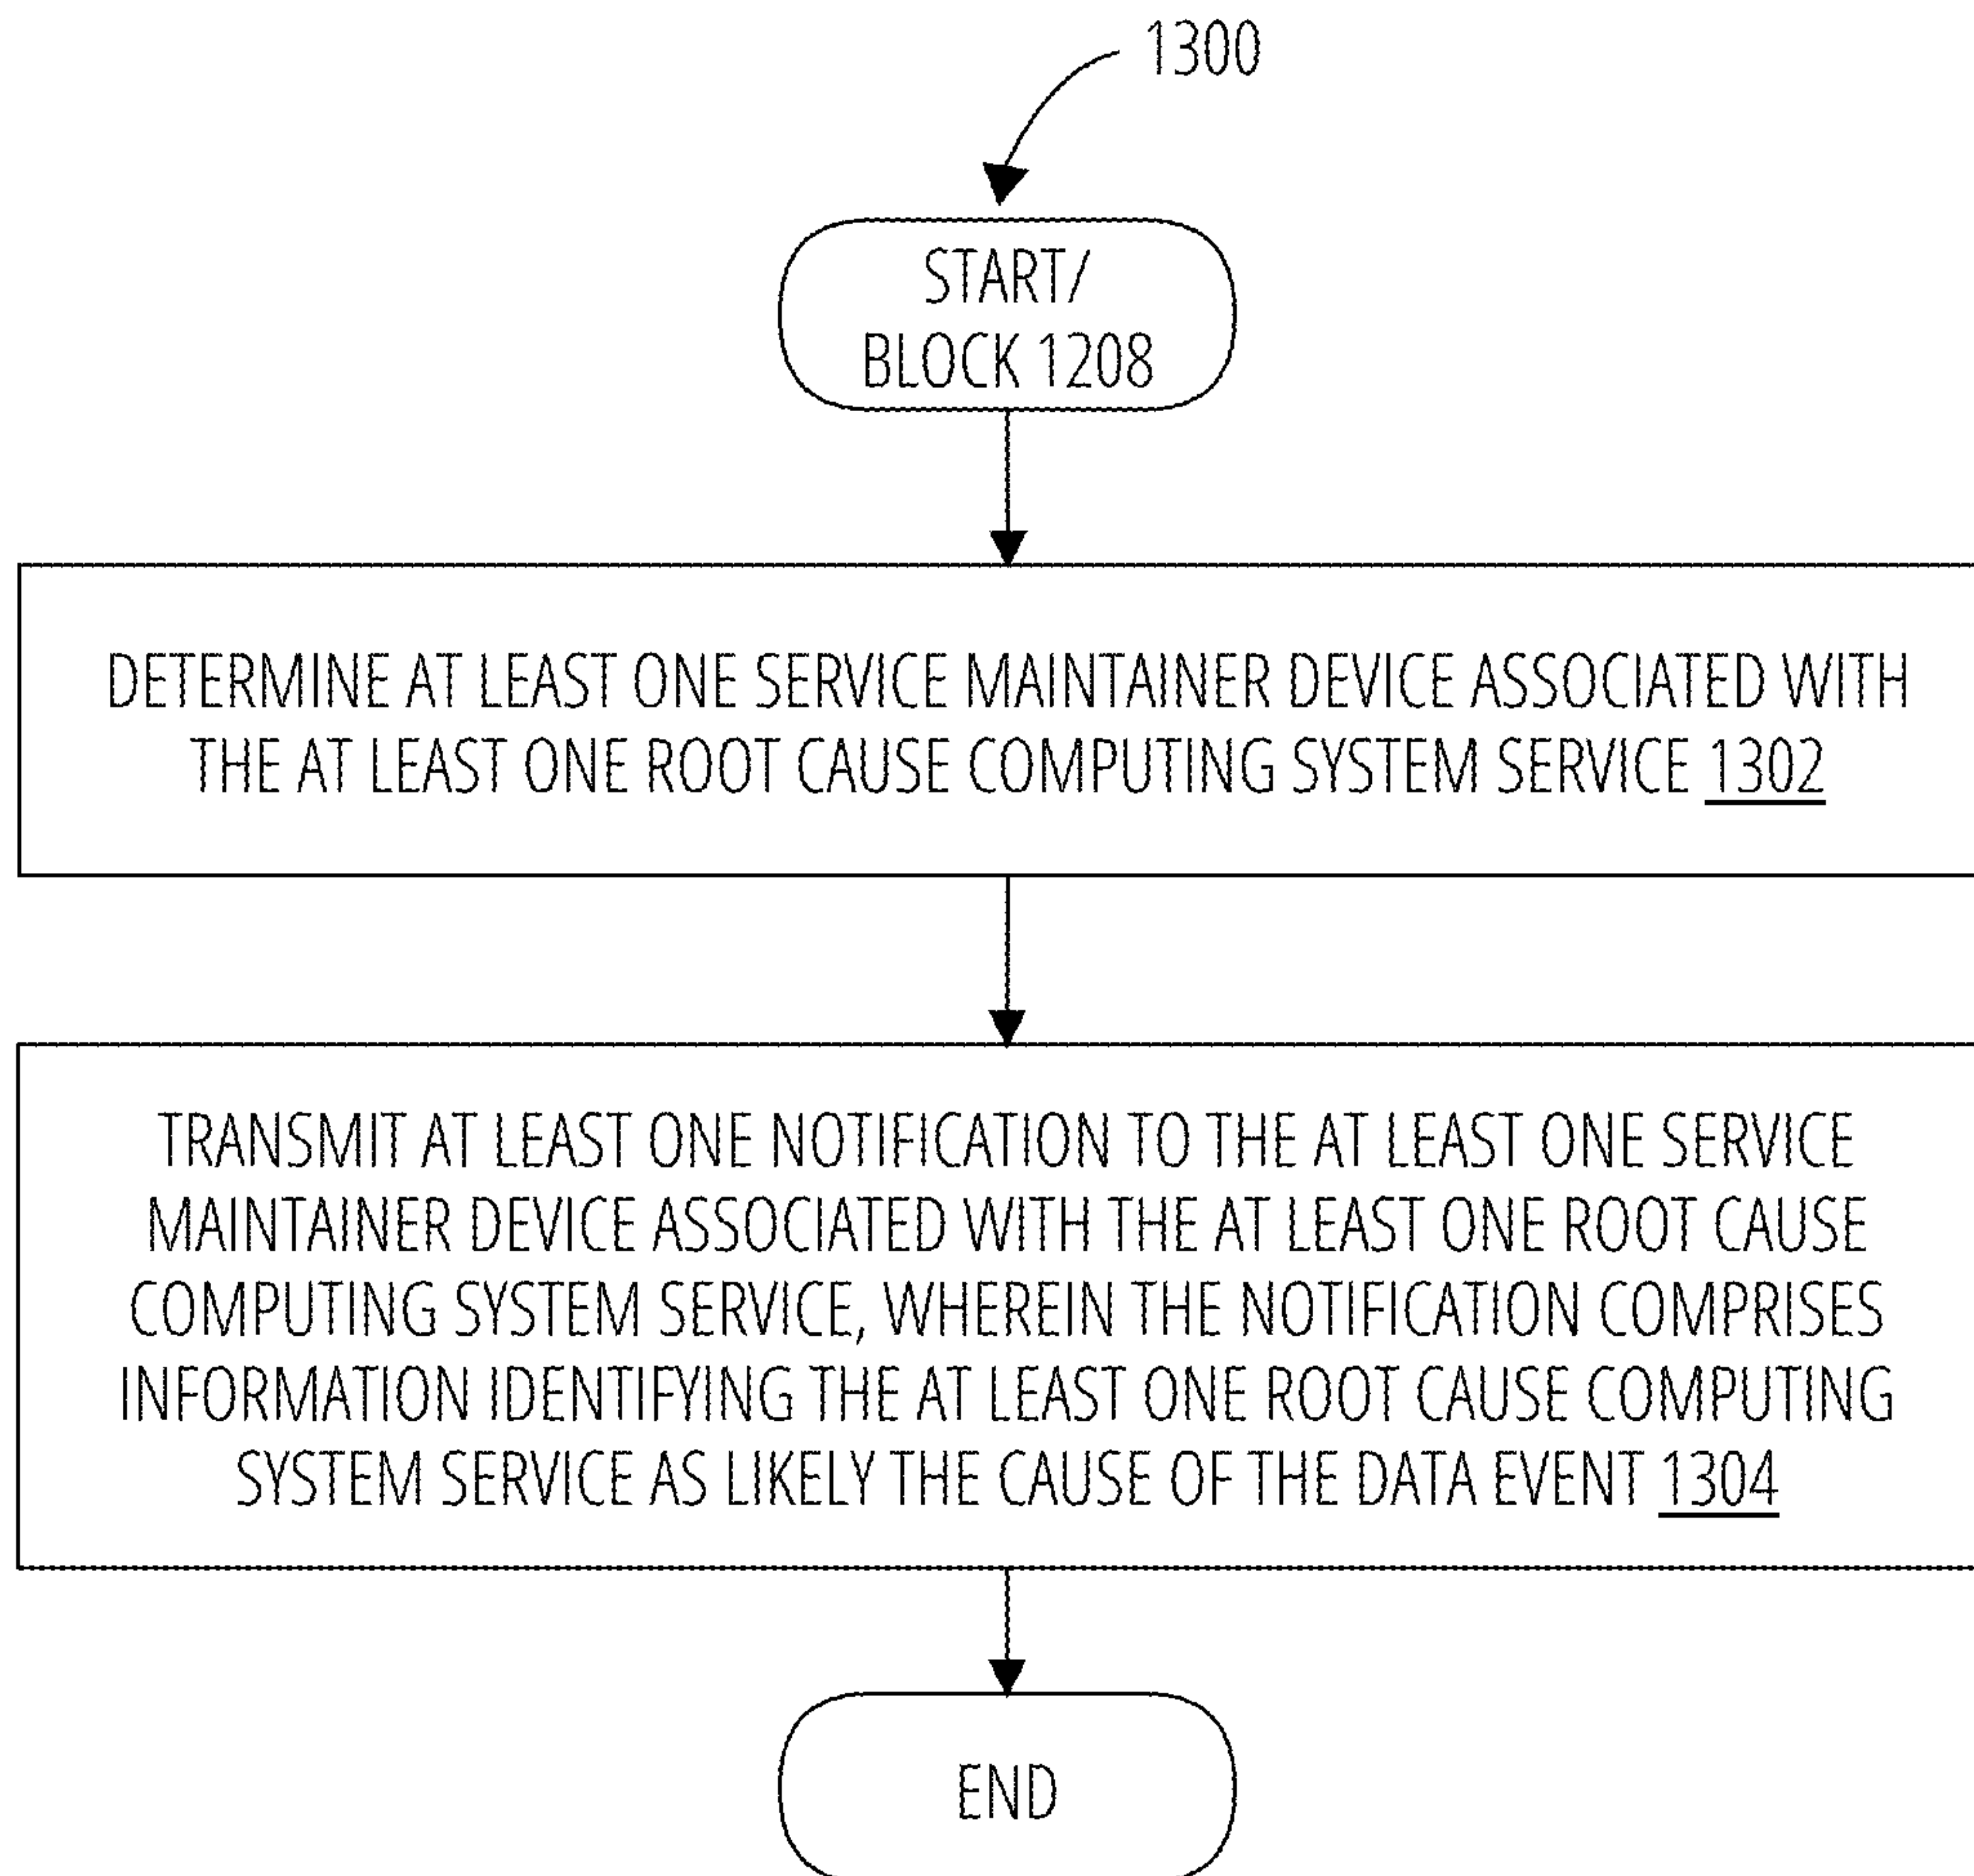 1300
START/
BLOCK 1208
DETERMINE AT LEAST ONE SERVICE MAINTAINER DEVICE ASSOCIATED WITH
THE AT LEAST ONE ROOT CAUSE COMPUTING SYSTEM SERVICE 1302
TRANSMIT AT LEAST ONE NOTIFICATION TO THE AT LEAST ONE SERVICE
MAINTAINER DEVICE ASSOCIATED WITH THE AT LEAST ONE ROOT CAUSE
COMPUTING SYSTEM SERVICE, WHEREIN THE NOTIFICATION COMPRISES
INFORMATION IDENTIFYING THE AT LEAST ONE ROOT CAUSE COMPUTING
SYSTEM SERVICE AS LIKELY THE CAUSE OF THE DATA EVENT 1304
END